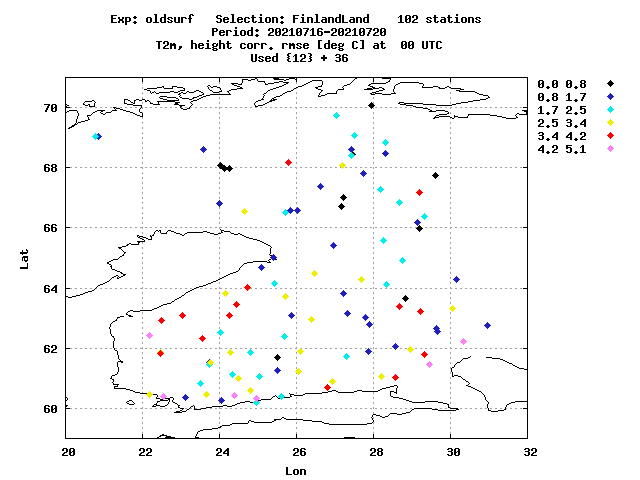 Exp: oldsurf   Selection: FinlandLand    102 stations
Period: 20210716-20210720
T2m, height corr. rmse [deg C] at  00 UTC
Used {12} + 36
0.0 0.8
0.8 1.7
1.7 2.5
2.5 3.4
3.4 4.2
4.2 5.1
70
68
66
64
62
60
Lat
20 22 24 26 28 30 32
Lon